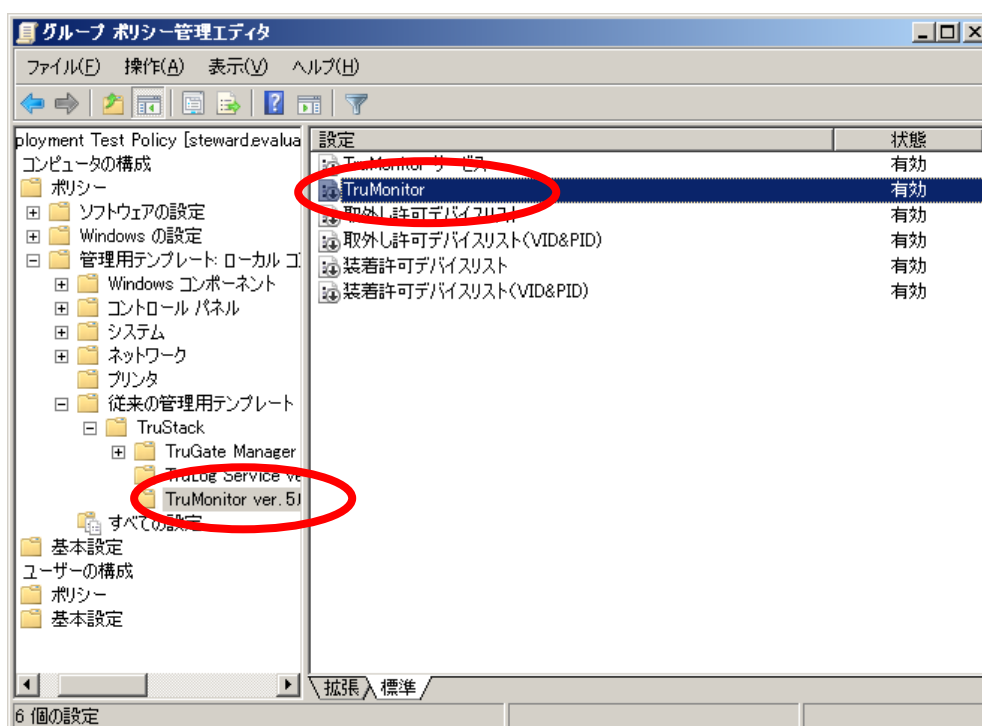 グループ ポリシー管理エディタ
ファイル(F) 操作(A) 表示(V) ヘルプ(H)
ployment Test Policy [steward.evalua
コンピュータの構成
ポリシー
ソフトウェアの設定
Windows の設定
管理用テンプレート: ローカル コ
Windows コンポーネント
コントロール パネル
システム
ネットワーク
プリンタ
従来の管理用テンプレート
TruStack
TruGate Manager
TruLog Service ve
TruMonitor ver. 5.
すべての設定
基本設定
ユーザーの構成
ポリシー
基本設定
設定 状態
TruMonitor サービス 有効
TruMonitor 有効
取外し許可デバイスリスト 有効
取外し許可デバイスリスト(VID&PID) 有効
装着許可デバイスリスト 有効
装着許可デバイスリスト(VID&PID) 有効
拡張 標準
6 個の設定